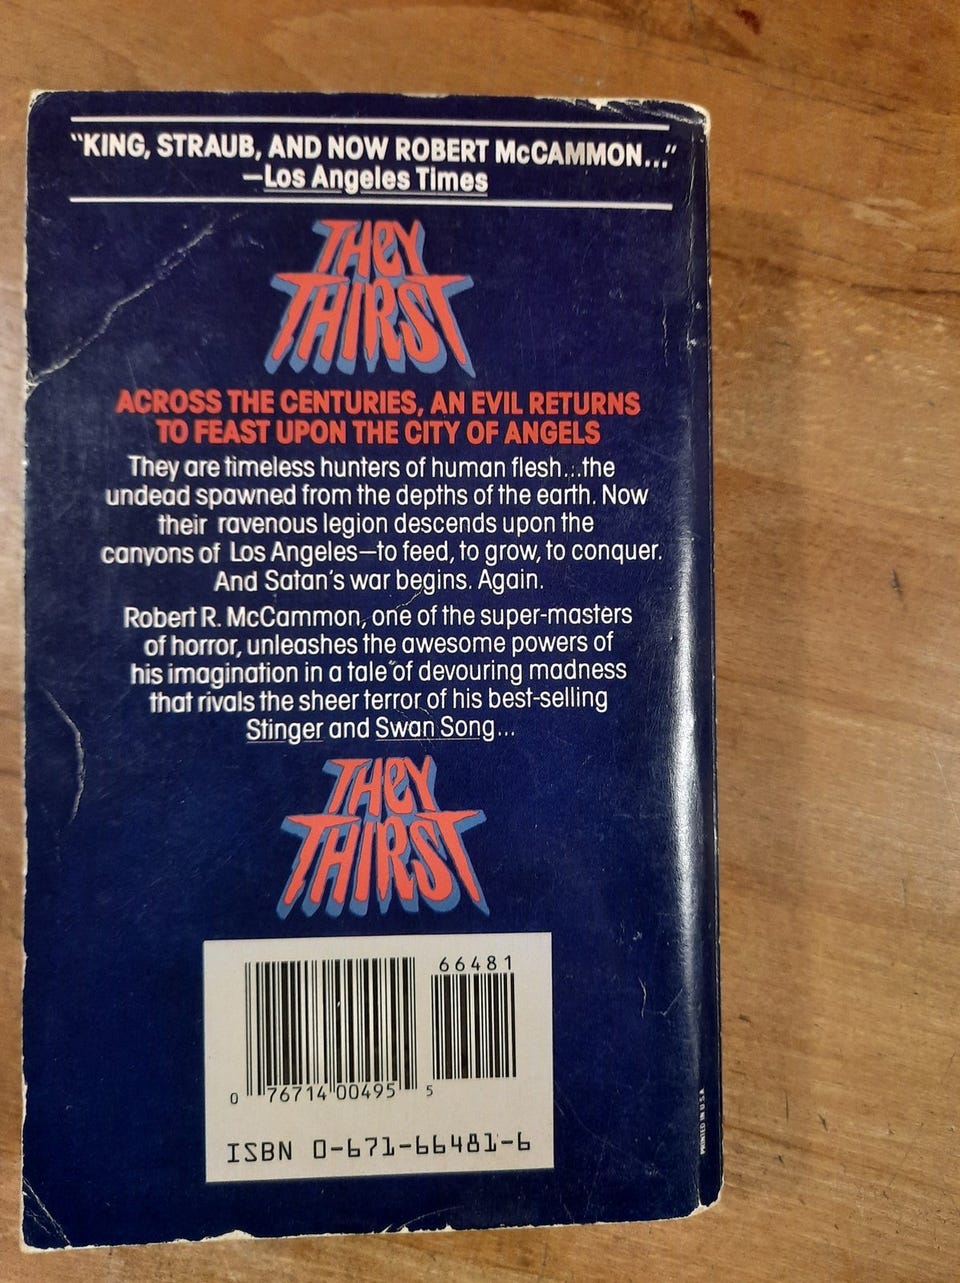 "KING, STRAUB, AND NOW ROBERT McCAMMON..."
—Los Angeles Times
THEY
THIRST
ACROSS THE CENTURIES, AN EVIL RETURNS
TO FEAST UPON THE CITY OF ANGELS
They are timeless hunters of human flesh...the
undead spawned from the depths of the earth. Now
their ravenous legion descends upon the
canyons of Los Angeles—to feed, to grow, to conquer.
And Satan's war begins. Again.
Robert R. McCammon, one of the super-masters
of horror, unleashes the awesome powers of
his imagination in a tale of devouring madness
that rivals the sheer terror of his best-selling
Stinger and Swan Song...
THEY
THIRST
66481
0 76714 00495 5
ISBN 0-671-66481-6
PRINTED IN U.S.A.